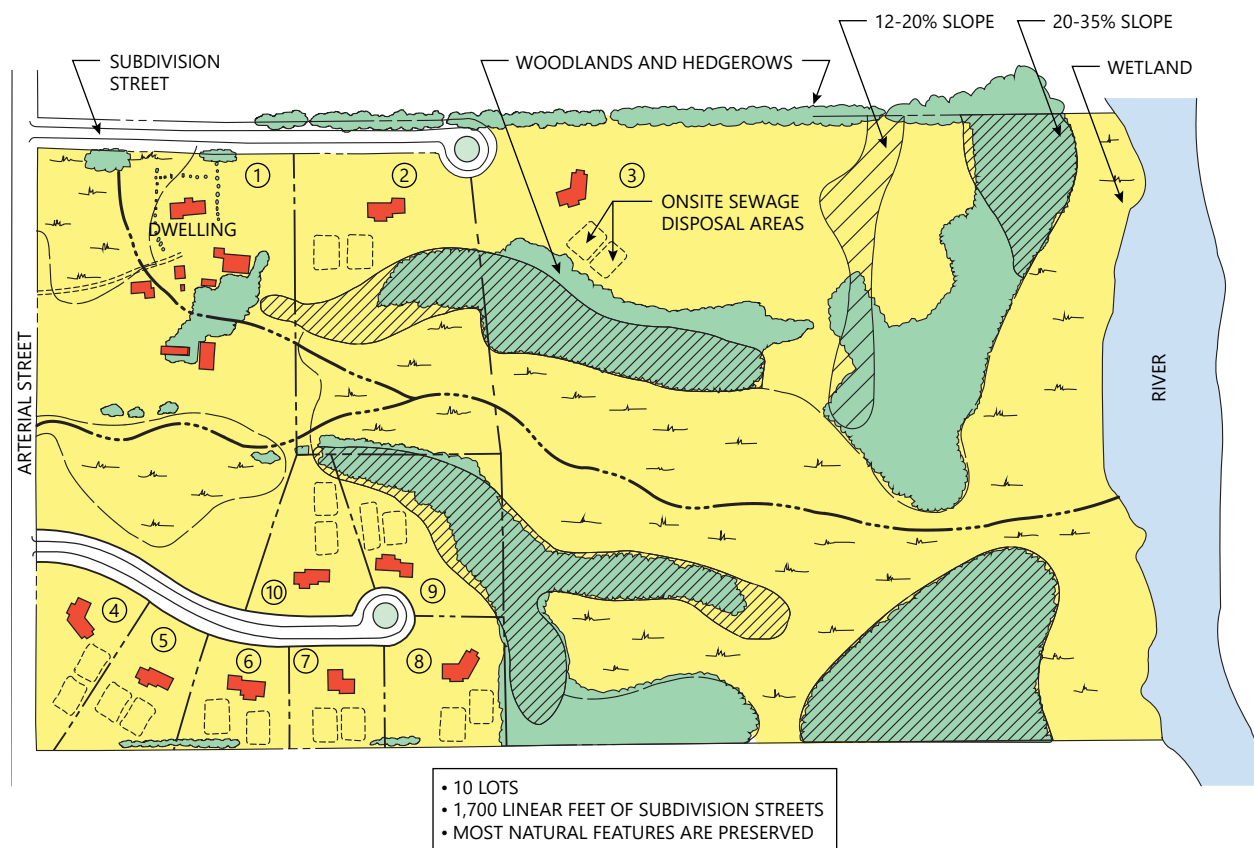 12-20% SLOPE
20-35% SLOPE
SUBDIVISION
STREET
WOODLANDS AND HEDGEROWS
WETLAND
1
2
3
ONSITE SEWAGE
DISPOSAL AREAS
DWELLING
ARTERIAL STREET
RIVER
4
5
6
7
8
9
10
• 10 LOTS
• 1,700 LINEAR FEET OF SUBDIVISION STREETS
• MOST NATURAL FEATURES ARE PRESERVED